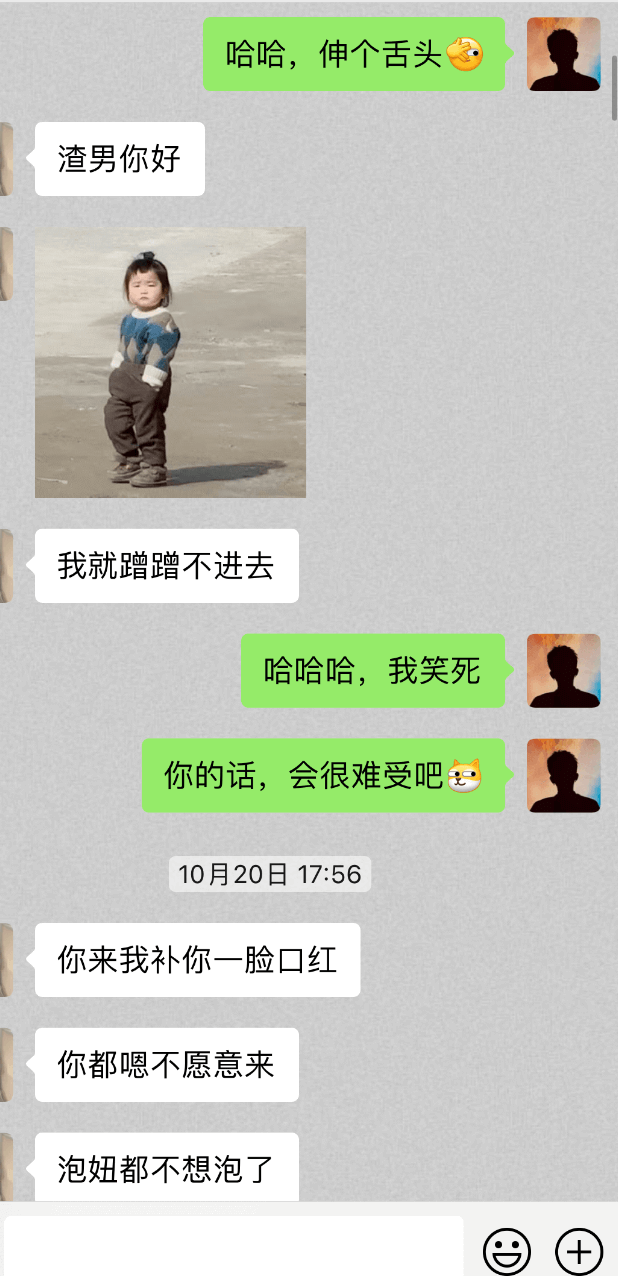 哈哈，伸个舌头
渣男你好
我就蹭蹭不进去
哈哈哈，我笑死
你的话，会很难受吧
10月20日 17:56
你来我补你一脸口红
你都嗯不愿意来
泡妞都不想泡了